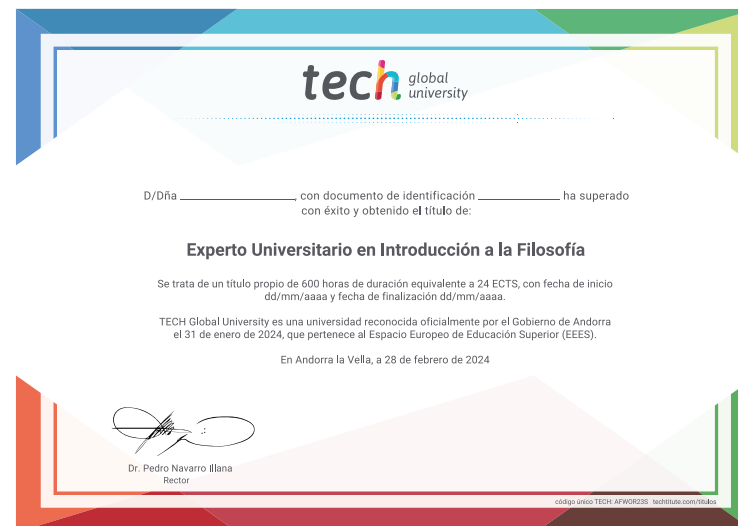 tech global university
D/Dña ____________, con documento de identificación ____________ ha superado
con éxito y obtenido el título de:
Experto Universitario en Introducción a la Filosofía
Se trata de un título propio de 600 horas de duración equivalente a 24 ECTS, con fecha de inicio
dd/mm/aaaa y fecha de finalización dd/mm/aaaa.
TECH Global University es una universidad reconocida oficialmente por el Gobierno de Andorra
el 31 de enero de 2024, que pertenece al Espacio Europeo de Educación Superior (EEES).
En Andorra la Vella, a 28 de febrero de 2024
Dr. Pedro Navarro Illana
Rector
código único TECH: AFWOR23S techtitute.com/titulos